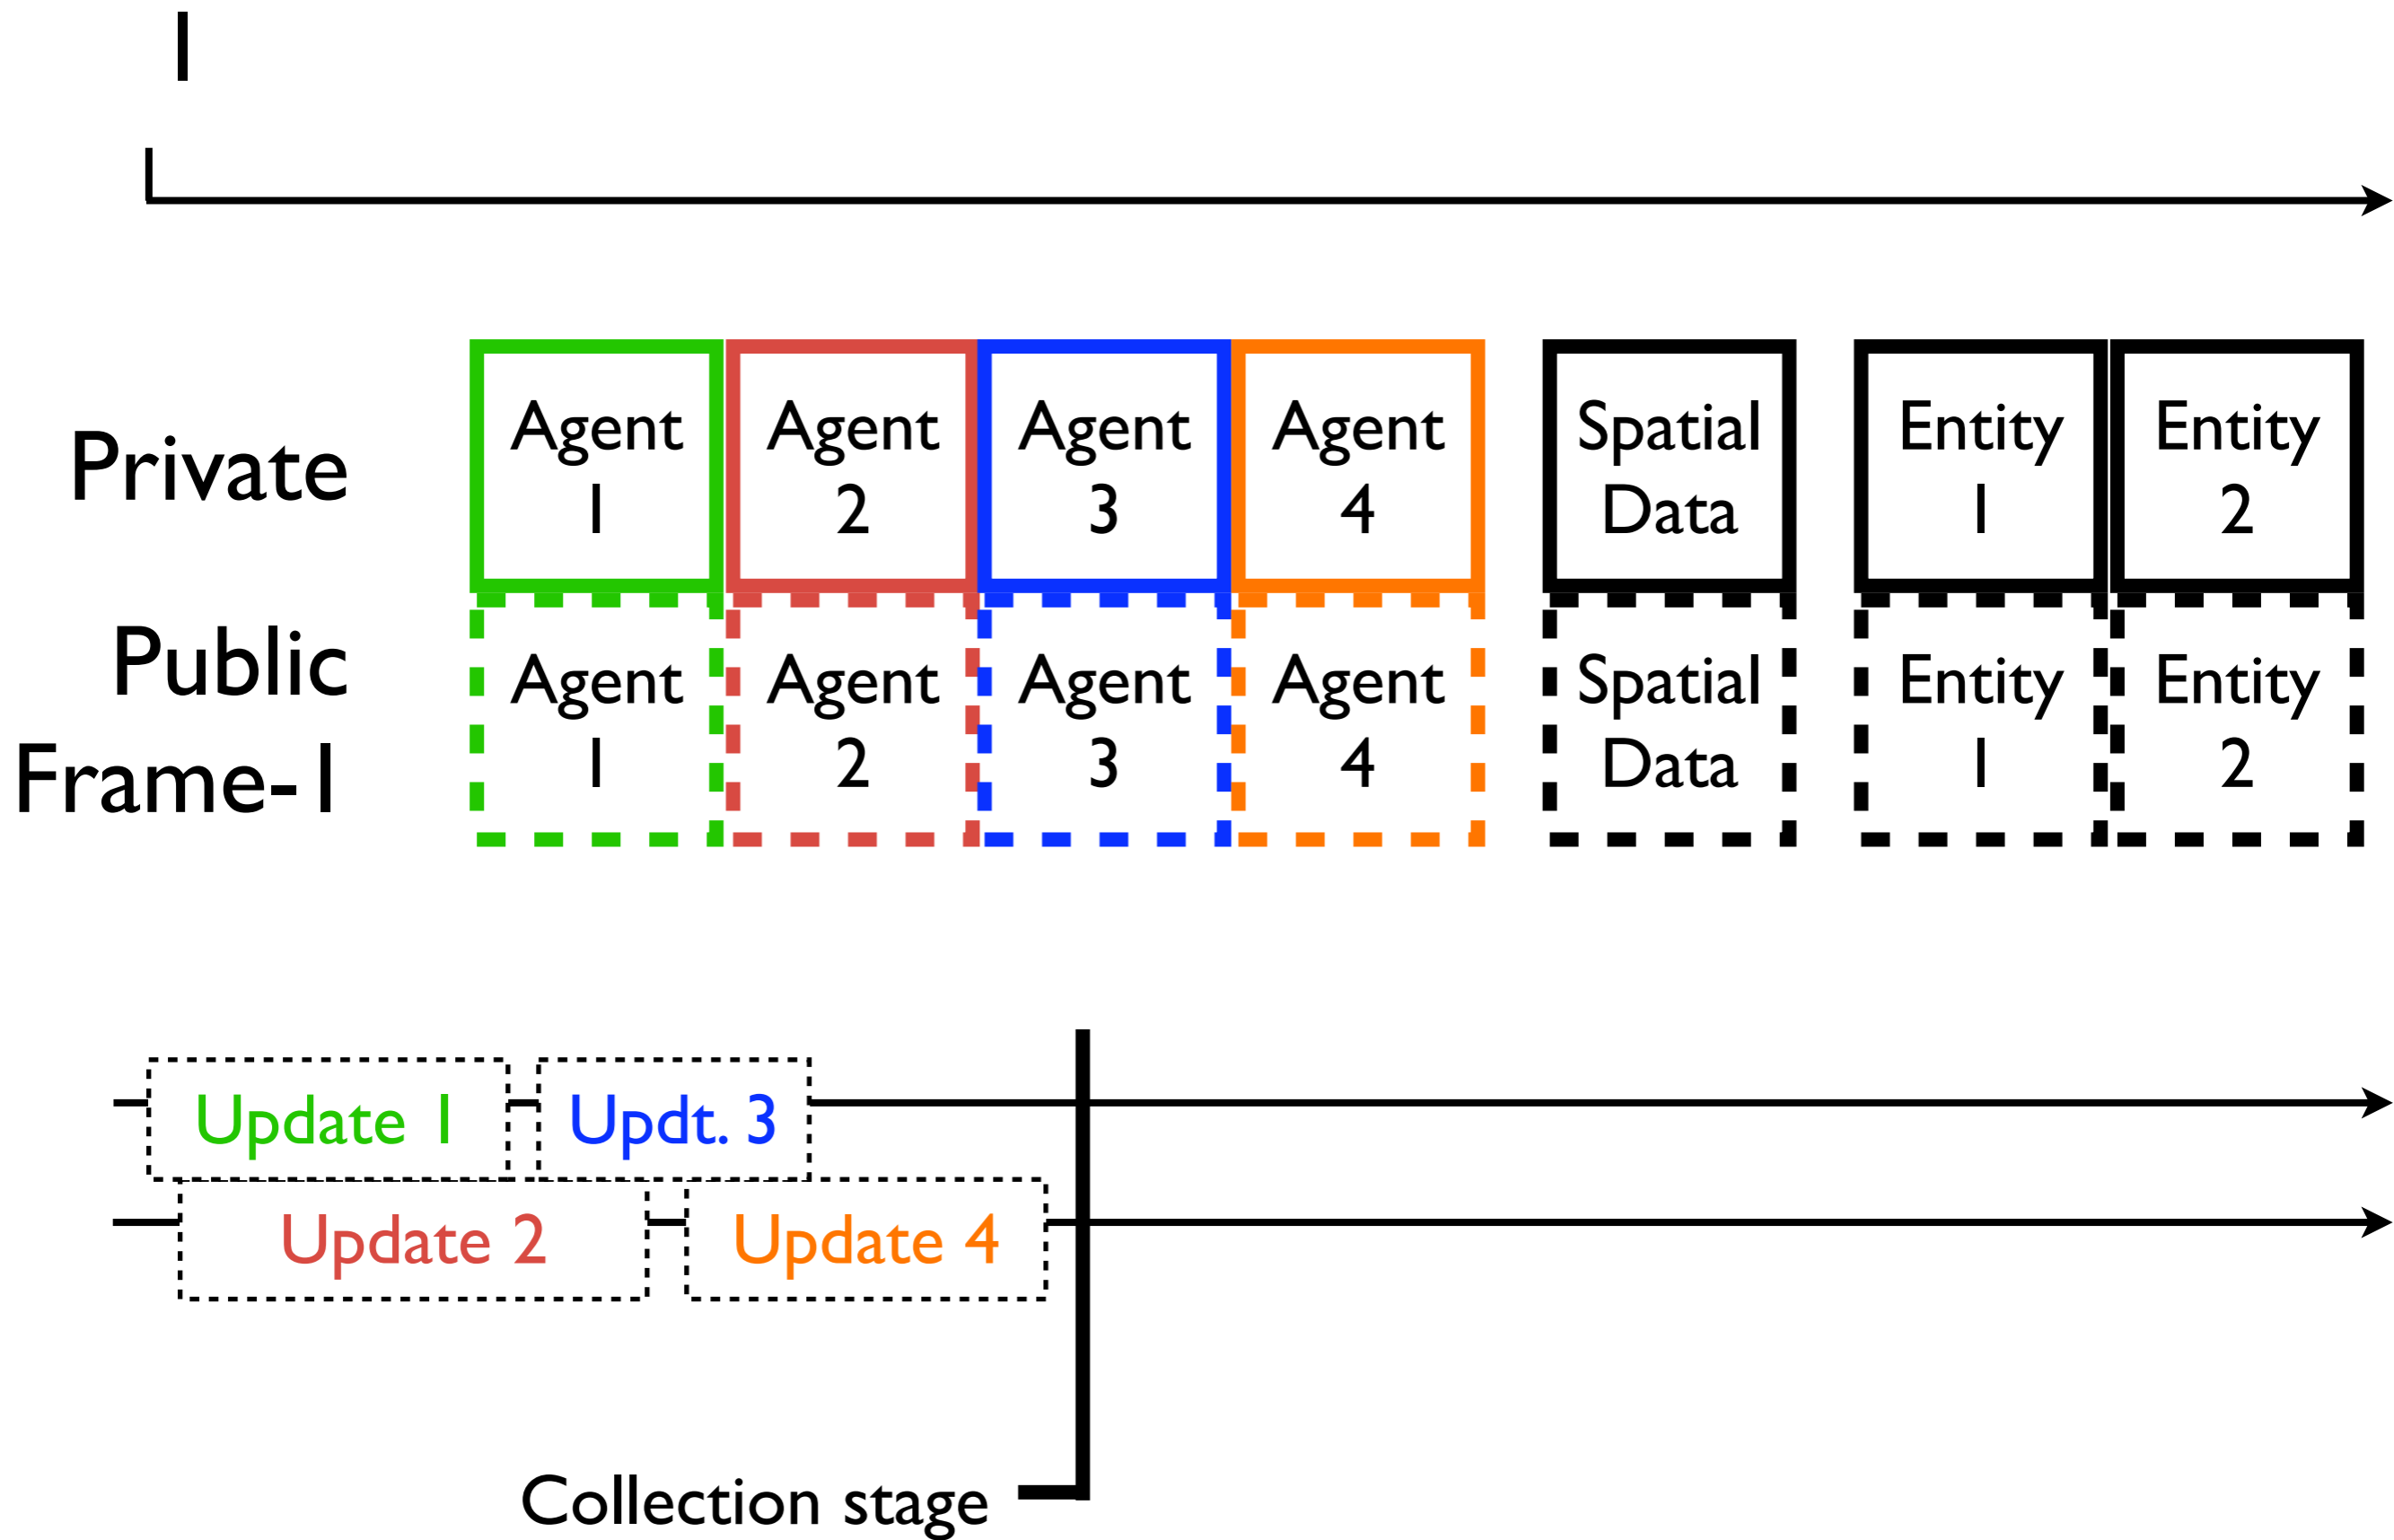 1
Private
Agent 1
Agent 2
Agent 3
Agent 4
Spatial Data
Entity 1
Entity 2
Public
Frame-1
Agent 1
Agent 2
Agent 3
Agent 4
Spatial Data
Entity 1
Entity 2
Update 1
Updt. 3
Update 2
Update 4
Collection stage